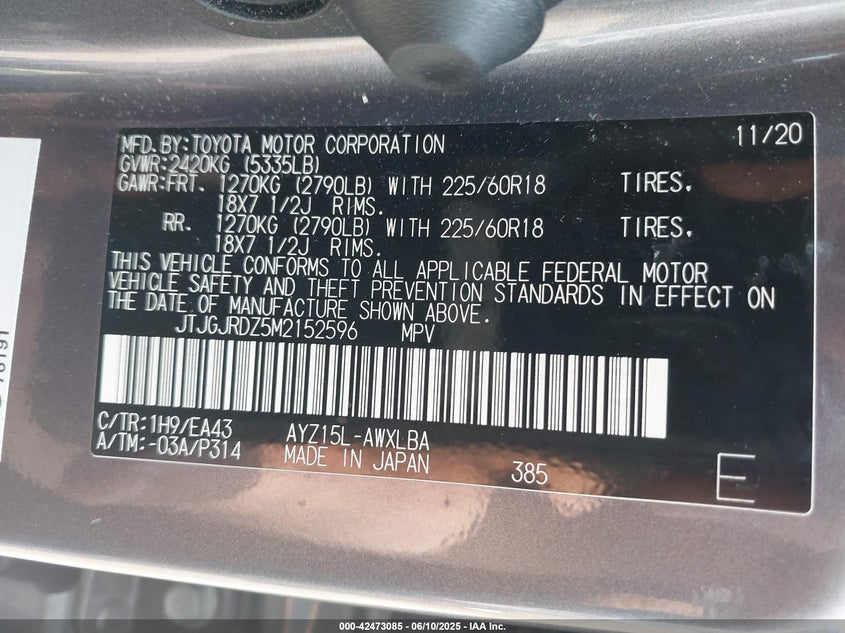 MFD.BY:TOYOTA MOTOR CORPORATION 11/20
GVWR:2420KG (5335LB)
GAWR:FRT. 1270KG (2790LB) WITH 225/60R18 TIRES,
18X7 1/2J RIMS.
RR. 1270KG (2790LB) WITH 225/60R18 TIRES,
18X7 1/2J RIMS.
THIS VEHICLE CONFORMS TO ALL APPLICABLE FEDERAL MOTOR
VEHICLE SAFETY AND THEFT PREVENTION STANDARDS IN EFFECT ON
THE DATE OF MANUFACTURE SHOWN ABOVE.
JTJGJRDZ5M2152596 MPV
C/TR:1H9/EA43 AYZ15L-AWXLBA
A/TM:-03A/P314 MADE IN JAPAN 385 E
000-42473085 - 06/10/2025 - IAA Inc.